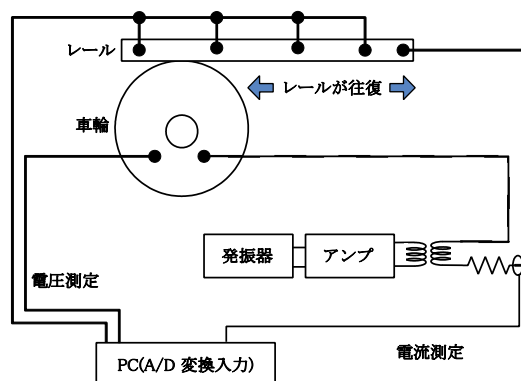 レール
レールが往復
車輪
発振器
アンプ
電圧測定
電流測定
PC(A/D 変換入力)